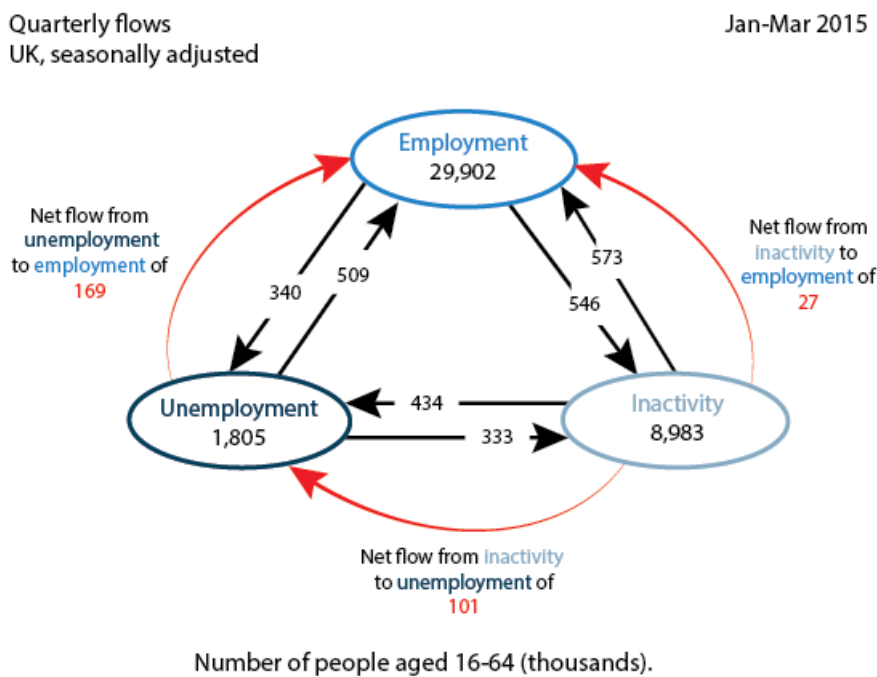 Quarterly flows
UK, seasonally adjusted
Jan-Mar 2015
Employment
29,902
Net flow from
unemployment
to employment of
169
340
509
573
546
Net flow from
inactivity to
employment of
27
Unemployment
1,805
434
333
Inactivity
8,983
Net flow from inactivity
to unemployment of
101
Number of people aged 16-64 (thousands).